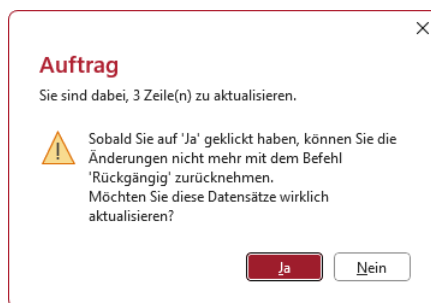 Auftrag
Sie sind dabei, 3 Zeile(n) zu aktualisieren.
Sobald Sie auf 'Ja' geklickt haben, können Sie die
Änderungen nicht mehr mit dem Befehl
'Rückgängig' zurücknehmen.
Möchten Sie diese Datensätze wirklich
aktualisieren?
Ja
Nein